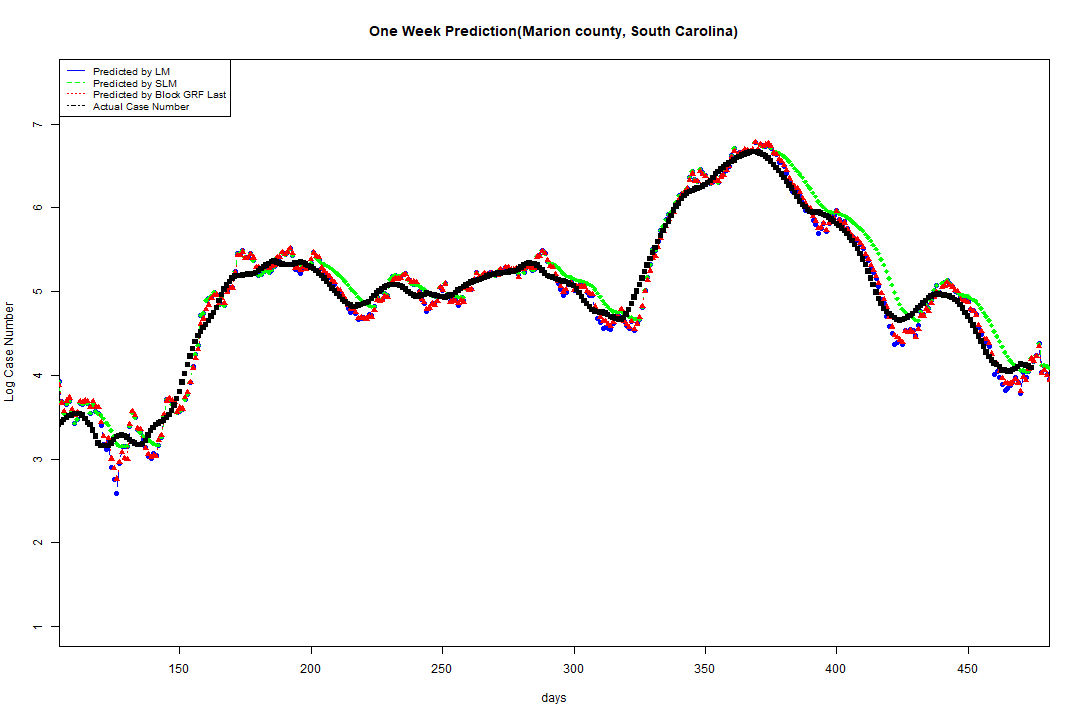 One Week Prediction(Marion county, South Carolina)
Predicted by LM
Predicted by SLM
Predicted by Block GRF Last
Actual Case Number
7
6
5
4
3
2
1
Log Case Number
150 200 250 300 350 400 450
days